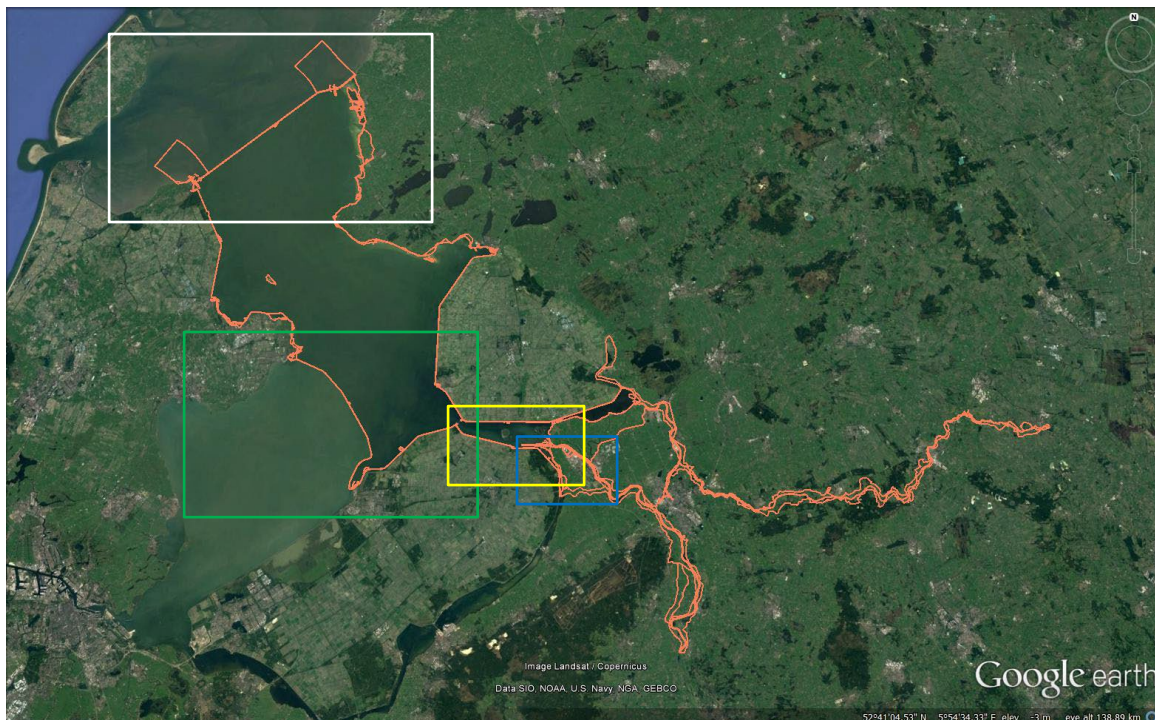 N
Image Landsat / Copernicus
Data SIO, NOAA, U.S. Navy, NGA, GEBCO
Google earth
52°41'04.53" N 5°54'34.33" E elev -3 m eye alt 138.89 km